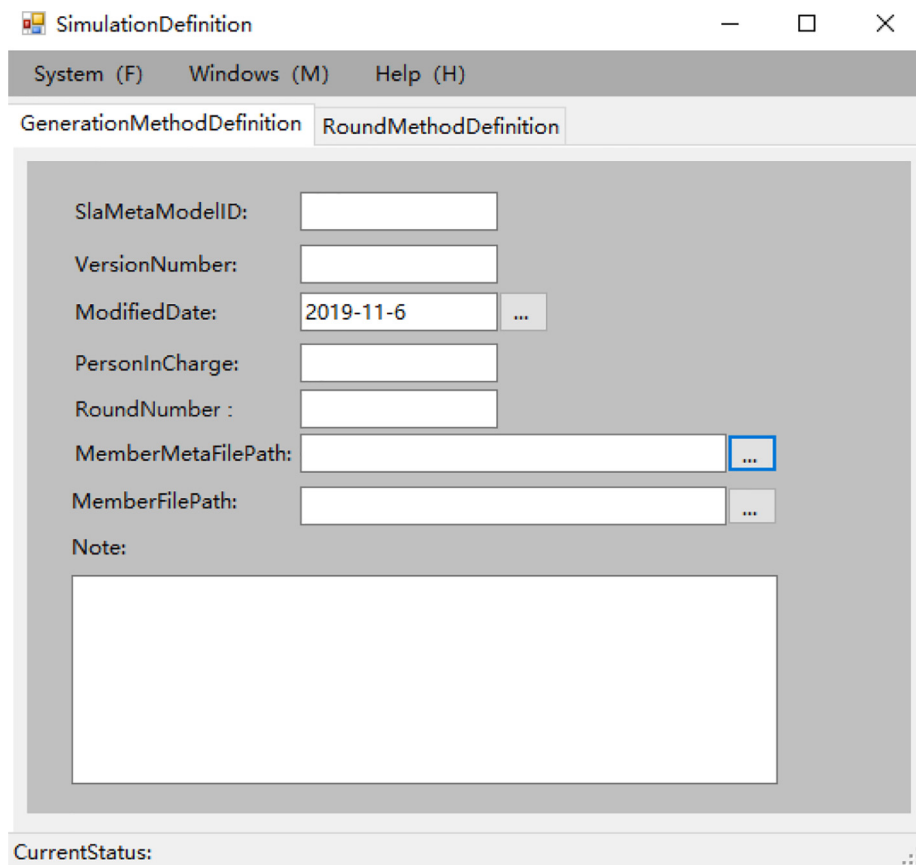 SimulationDefinition
System (F) Windows (M) Help (H)
GenerationMethodDefinition RoundMethodDefinition
SlaMetaModelID:
VersionNumber:
ModifiedDate: 2019-11-6 ...
PersonInCharge:
RoundNumber :
MemberMetaFilePath: ...
MemberFilePath: ...
Note:
CurrentStatus: